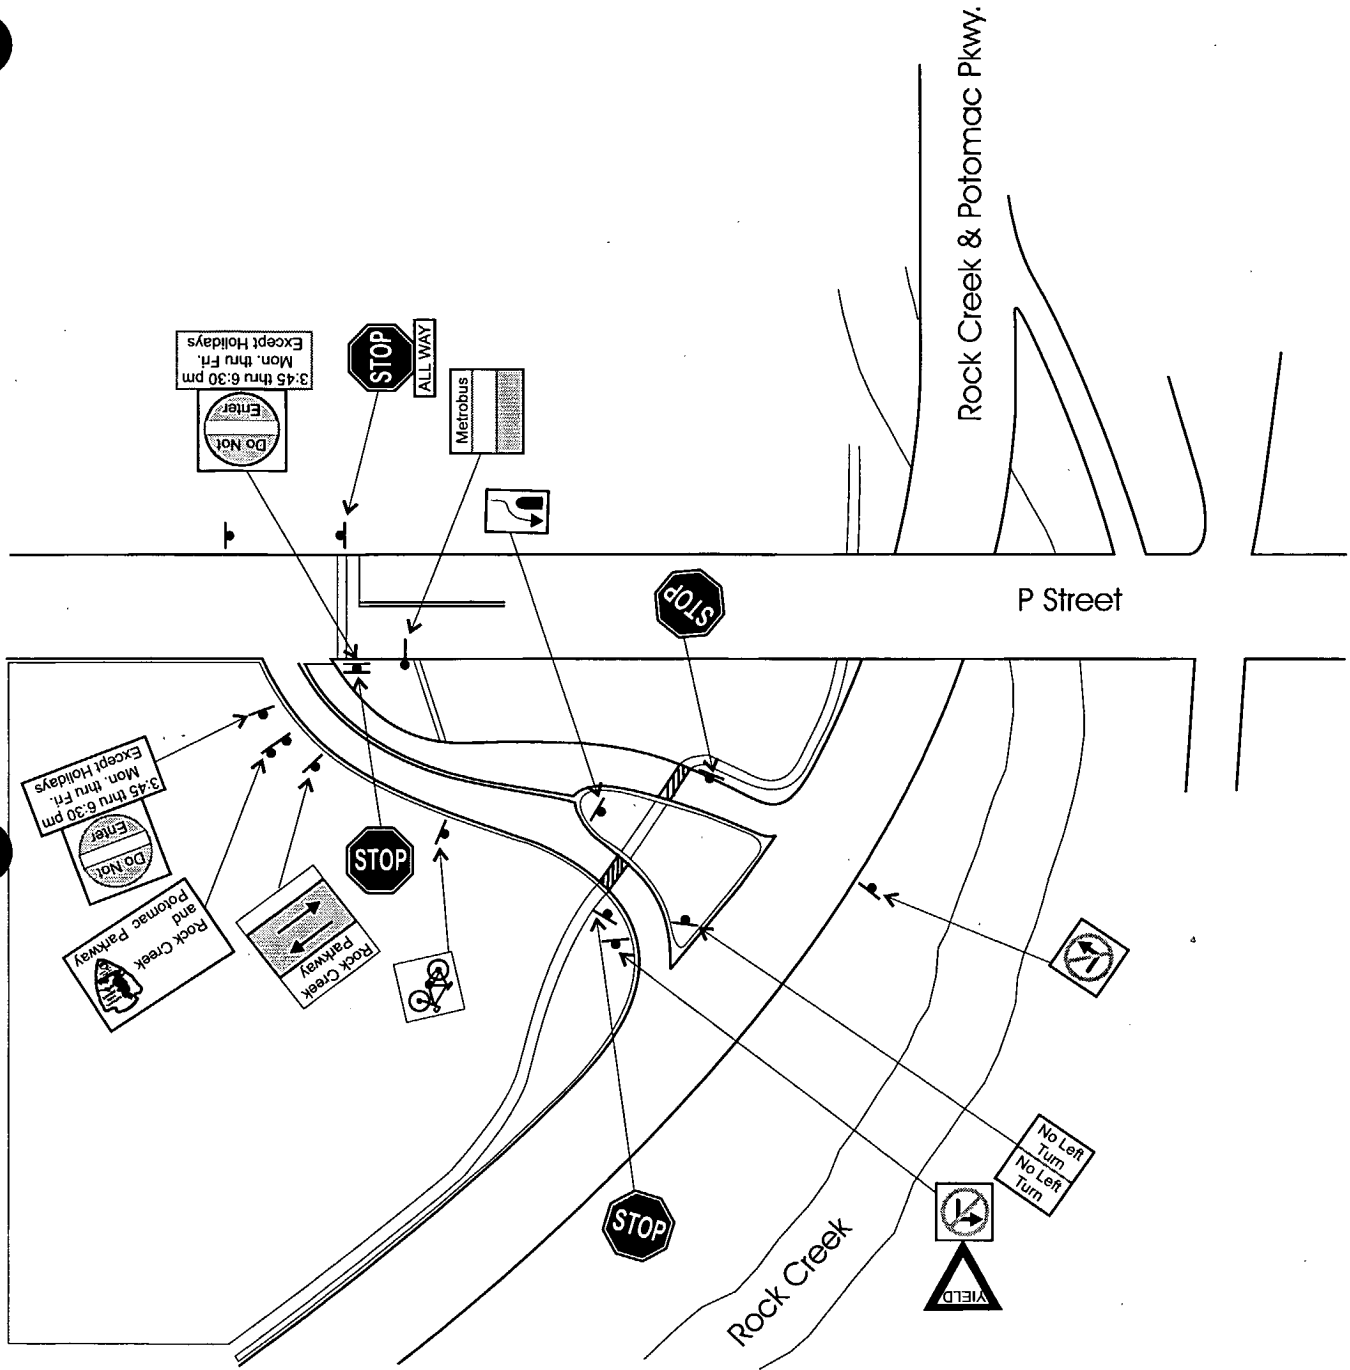 Rock Creek & Potomac Pkwy.
3:45 thru 6:30 pm
Mon. thru Fri.
Except Holidays
Do Not
Enter
STOP
ALL WAY
Metrobus
STOP
P Street
3:45 thru 6:30 pm
Mon. thru Fri.
Except Holidays
Do Not
Enter
STOP
Rock Creek
and
Potomac Parkway
Rock Creek
Parkway
No Left
Turn
No Left
Turn
STOP
YIELD
Rock Creek